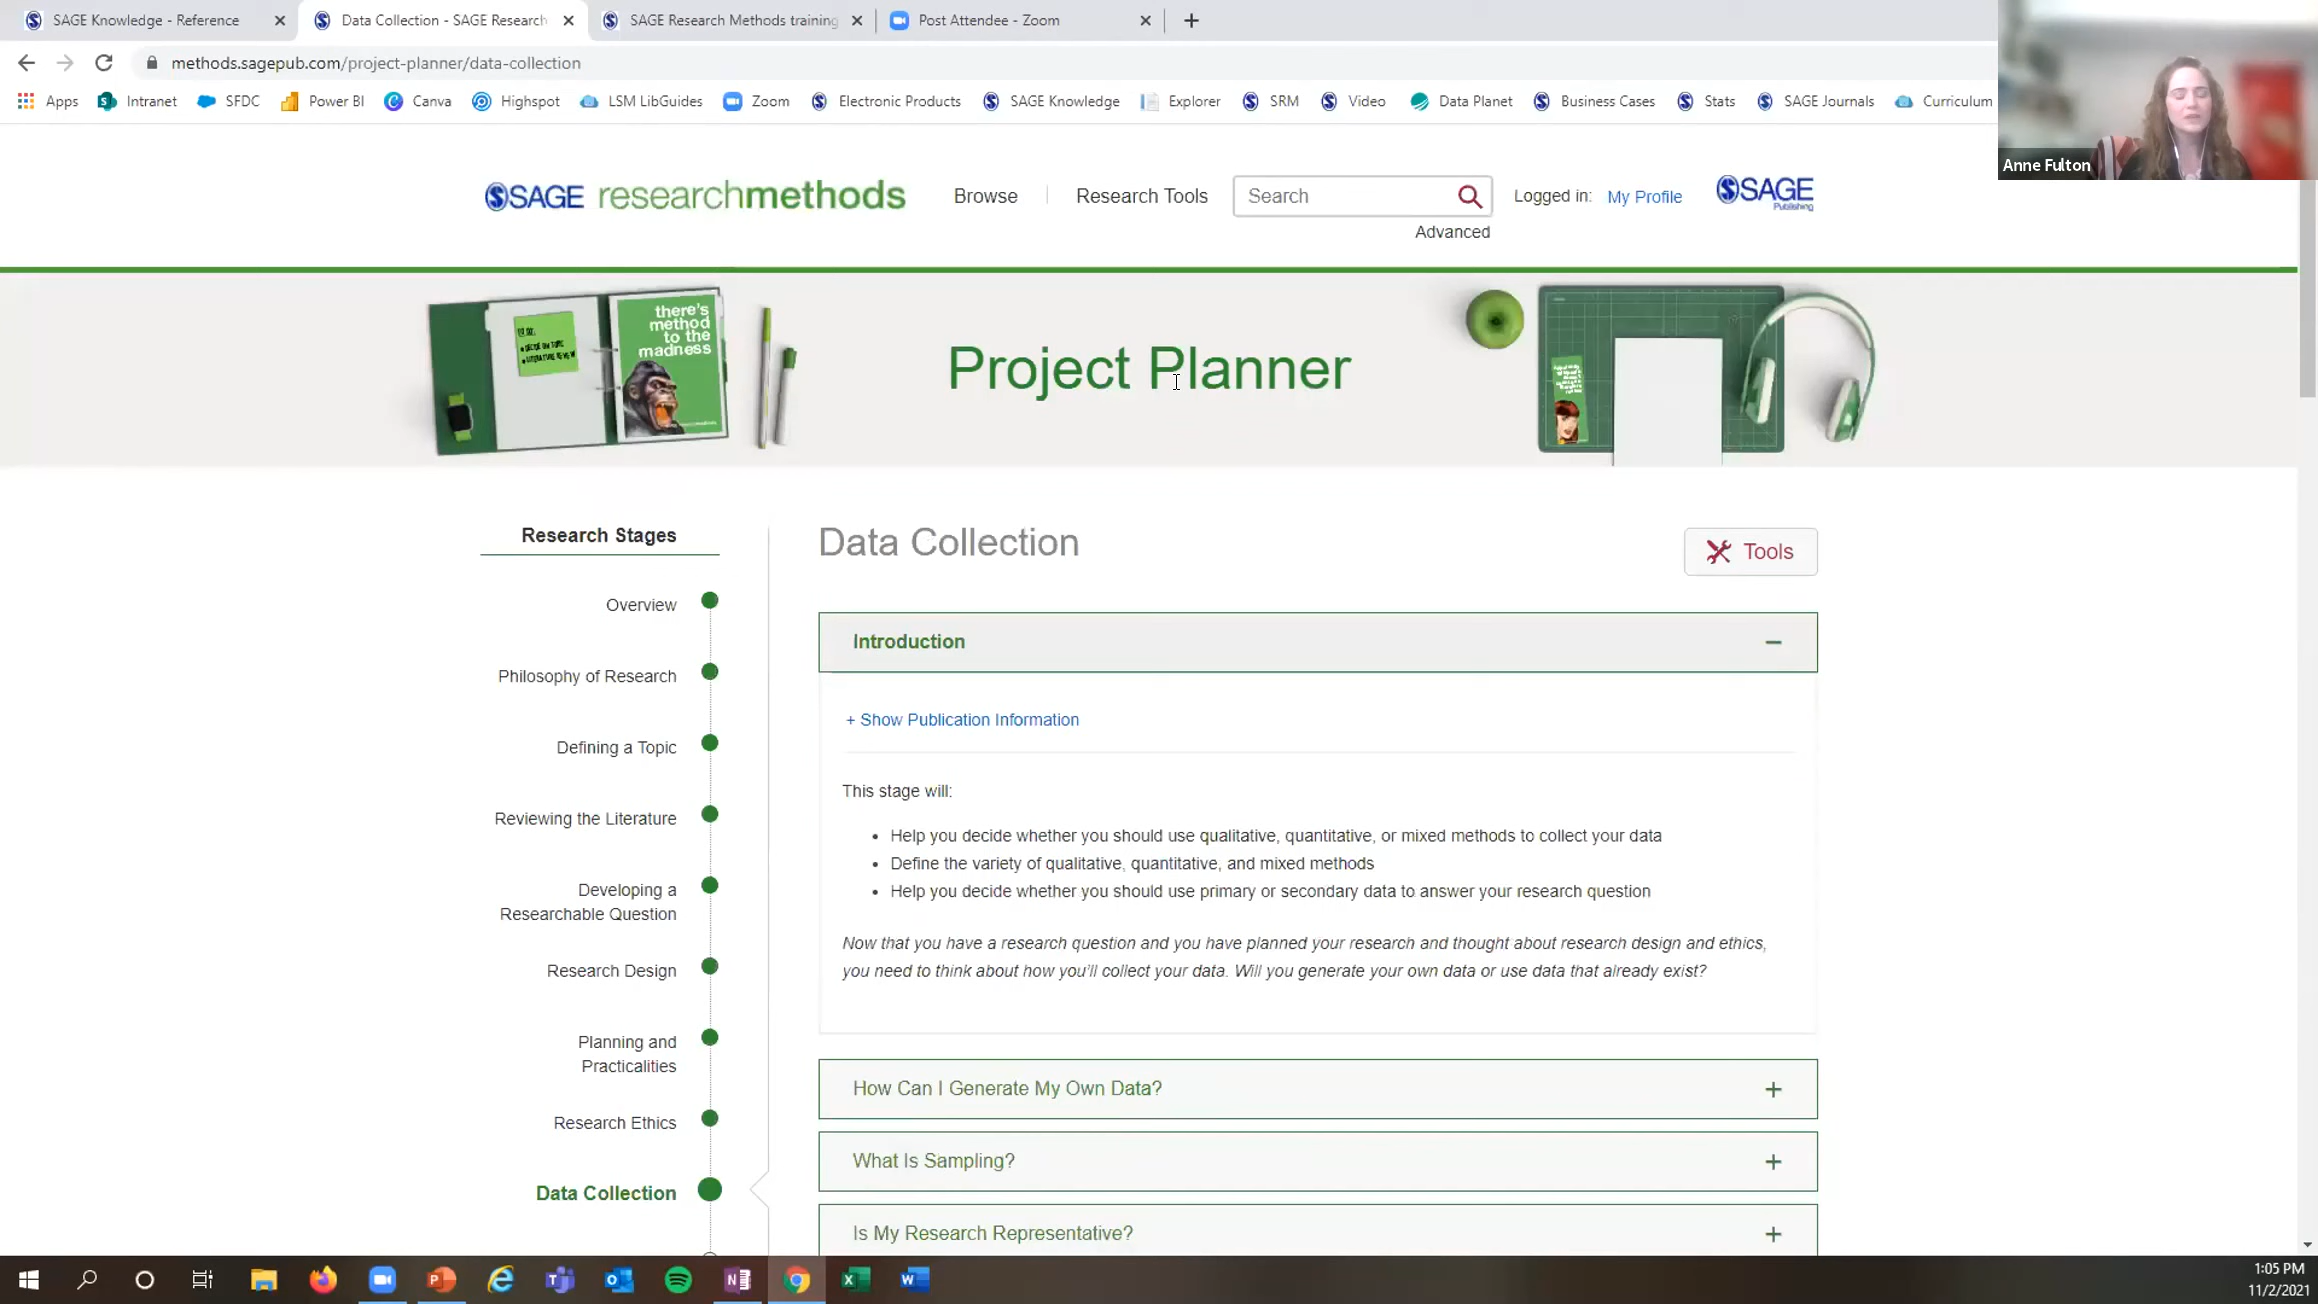 SAGE Knowledge - Reference
Data Collection - SAGE Research
SAGE Research Methods training
Post Attendee - Zoom
methods.sagepub.com/project-planner/data-collection
Apps
Intranet
SFDC
Power BI
Canva
Highspot
LSM LibGuides
Zoom
Electronic Products
SAGE Knowledge
Explorer
SRM
Video
Data Planet
Business Cases
Stats
SAGE Journals
Curriculum
Anne Fulton
SAGE researchmethods
Browse
Research Tools
Search
Advanced
Logged in: My Profile
SAGE
Publishing
there's
method
to the
madness
Project Planner
Research Stages
Overview
Philosophy of Research
Defining a Topic
Reviewing the Literature
Developing a
Researchable Question
Research Design
Planning and
Practicalities
Research Ethics
Data Collection
Data Collection
Tools
Introduction
+ Show Publication Information
This stage will:
• Help you decide whether you should use qualitative, quantitative, or mixed methods to collect your data
• Define the variety of qualitative, quantitative, and mixed methods
• Help you decide whether you should use primary or secondary data to answer your research question
Now that you have a research question and you have planned your research and thought about research design and ethics,
you need to think about how you'll collect your data. Will you generate your own data or use data that already exist?
How Can I Generate My Own Data?
What Is Sampling?
Is My Research Representative?
1:05 PM
11/2/2021